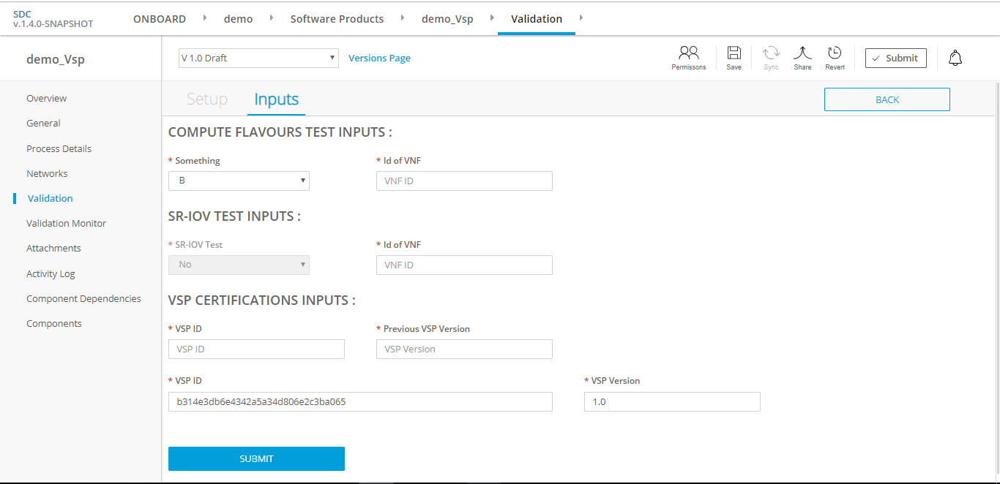 SDC
v.1.4.0-SNAPSHOT
ONBOARD
demo
Software Products
demo_Vsp
Validation
demo_Vsp
V 1.0 Draft
Versions Page
Permissons
Save
Sync
Share
Revert
Submit
Overview
General
Process Details
Networks
Validation
Validation Monitor
Attachments
Activity Log
Component Dependencies
Components
Setup
Inputs
BACK
COMPUTE FLAVOURS TEST INPUTS :
* Something
* Id of VNF
B
VNF ID
SR-IOV TEST INPUTS :
* SR-IOV Test
* Id of VNF
No
VNF ID
VSP CERTIFICATIONS INPUTS :
* VSP ID
* Previous VSP Version
VSP ID
VSP Version
* VSP ID
* VSP Version
b314e3db6e4342a5a34d806e2c3ba065
1.0
SUBMIT